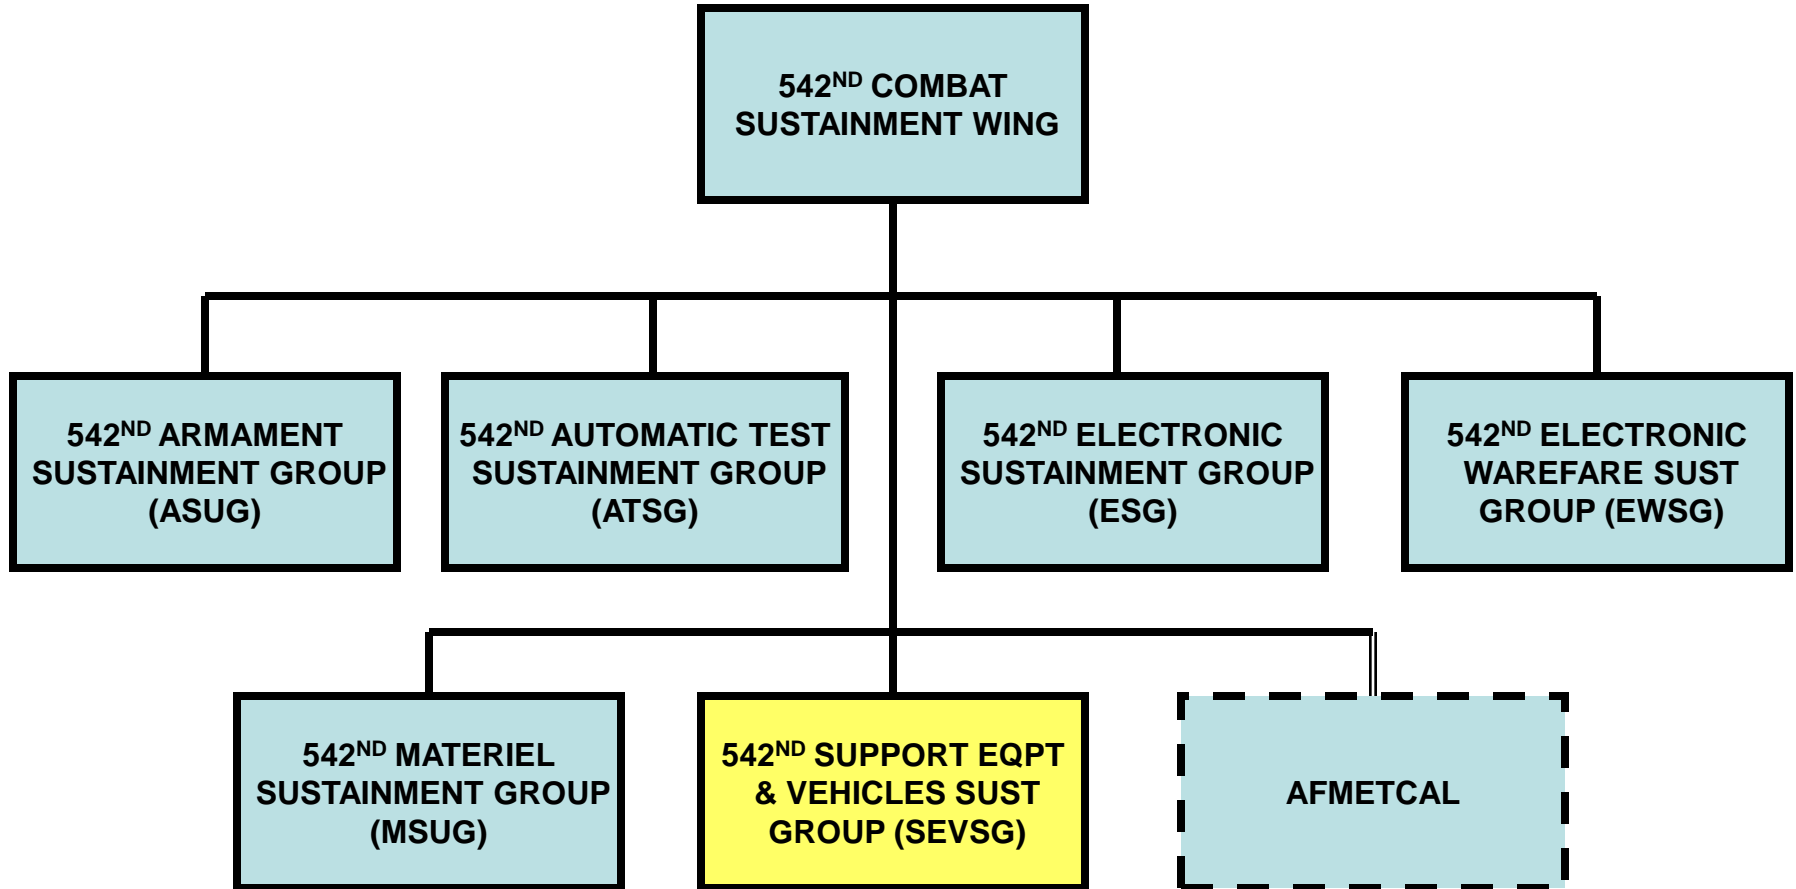 542ND COMBAT
SUSTAINMENT WING
542ND ARMAMENT
SUSTAINMENT GROUP
(ASUG)
542ND AUTOMATIC TEST
SUSTAINMENT GROUP
(ATSG)
542ND ELECTRONIC
SUSTAINMENT GROUP
(ESG)
542ND ELECTRONIC
WAREFARE SUST
GROUP (EWSG)
542ND MATERIEL
SUSTAINMENT GROUP
(MSUG)
542ND SUPPORT EQPT
& VEHICLES SUST
GROUP (SEVSG)
AFMETCAL